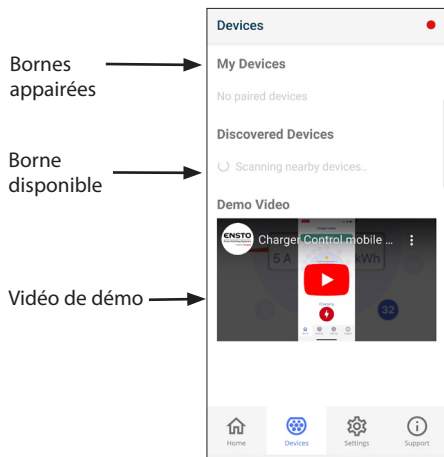 Devices
Bornes
appairées
My Devices
No paired devices
Discovered Devices
Borne
disponible
Scanning nearby devices..
Demo Video
ENSTO
Charger Control mobile ...
5 A
kWh
Vidéo de démo
Charging
32
Home
Devices
Settings
Support